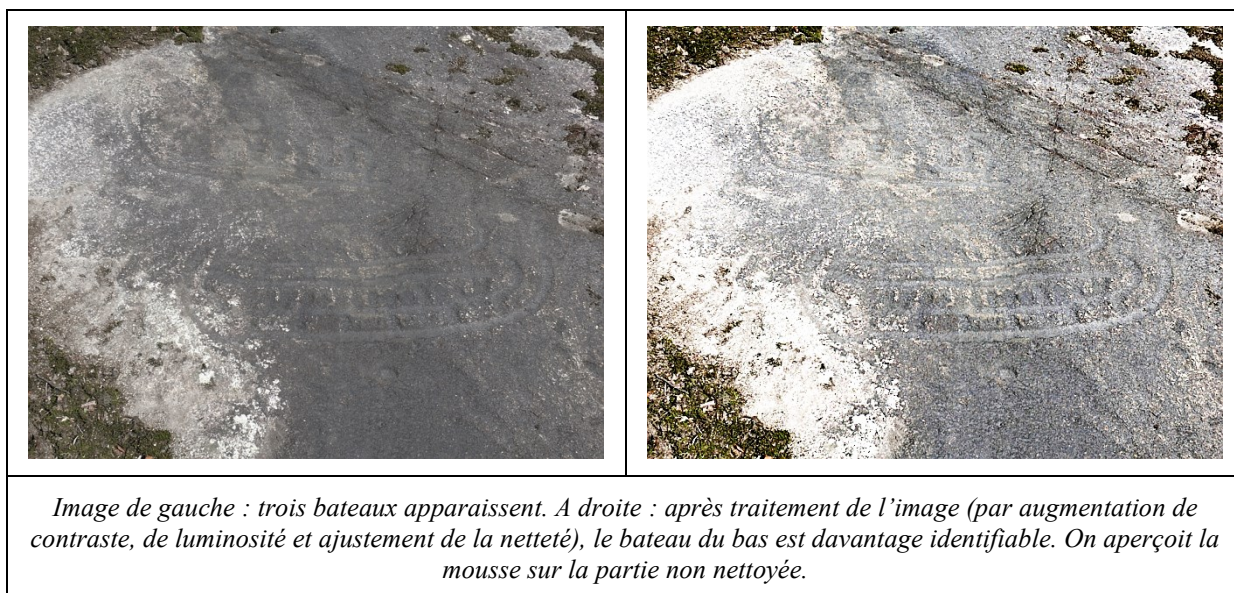 Image de gauche : trois bateaux apparaissent. A droite : après traitement de l’image (par augmentation de
contraste, de luminosité et ajustement de la netteté), le bateau du bas est davantage identifiable. On aperçoit la
mousse sur la partie non nettoyée.